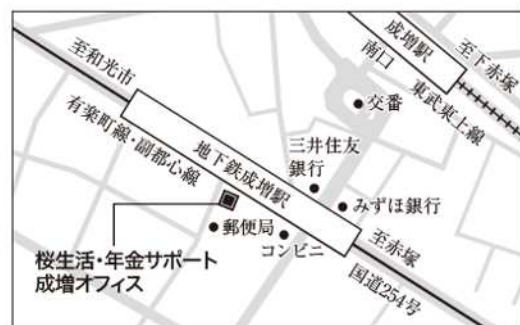 成増駅
南口
至下赤塚
東武東上線
交番
至和光市
有楽町線・副都心線
地下鉄成増駅
三井住友
銀行
みずほ銀行
郵便局
コンビニ
至赤塚
国道254号
桜生活・年金サポート
成増オフィス